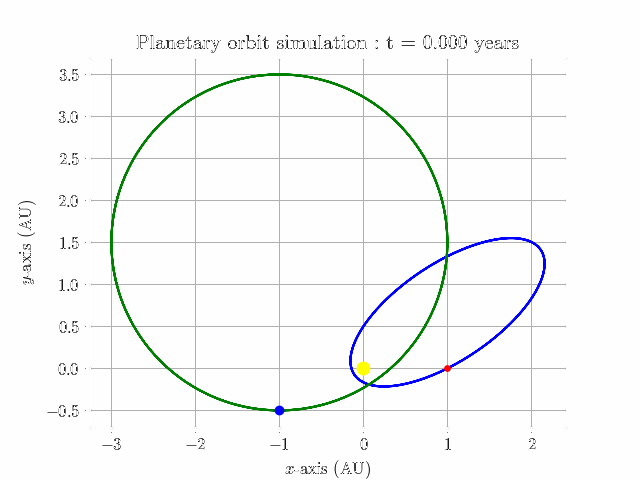 Planetary orbit simulation : t = 0.000 years
3.5
3.0
2.5
2.0
1.5
1.0
0.5
0.0
−0.5
y-axis (AU)
−3 −2 −1 0 1 2
x-axis (AU)